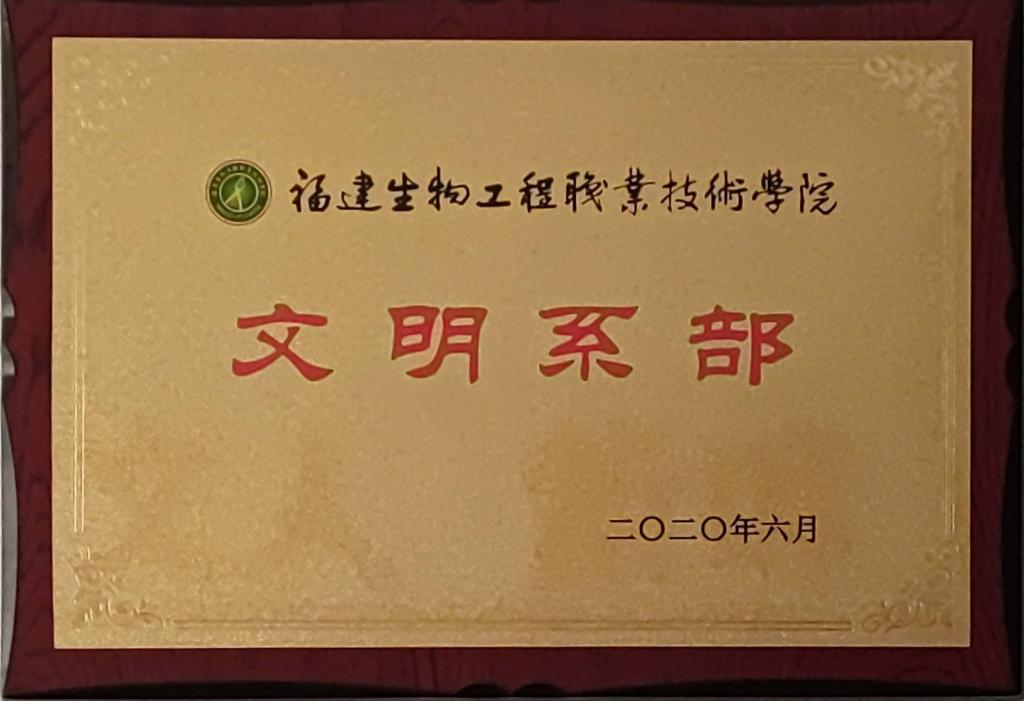 福建生物工程職業技術學院
文明系部
二〇二〇年六月